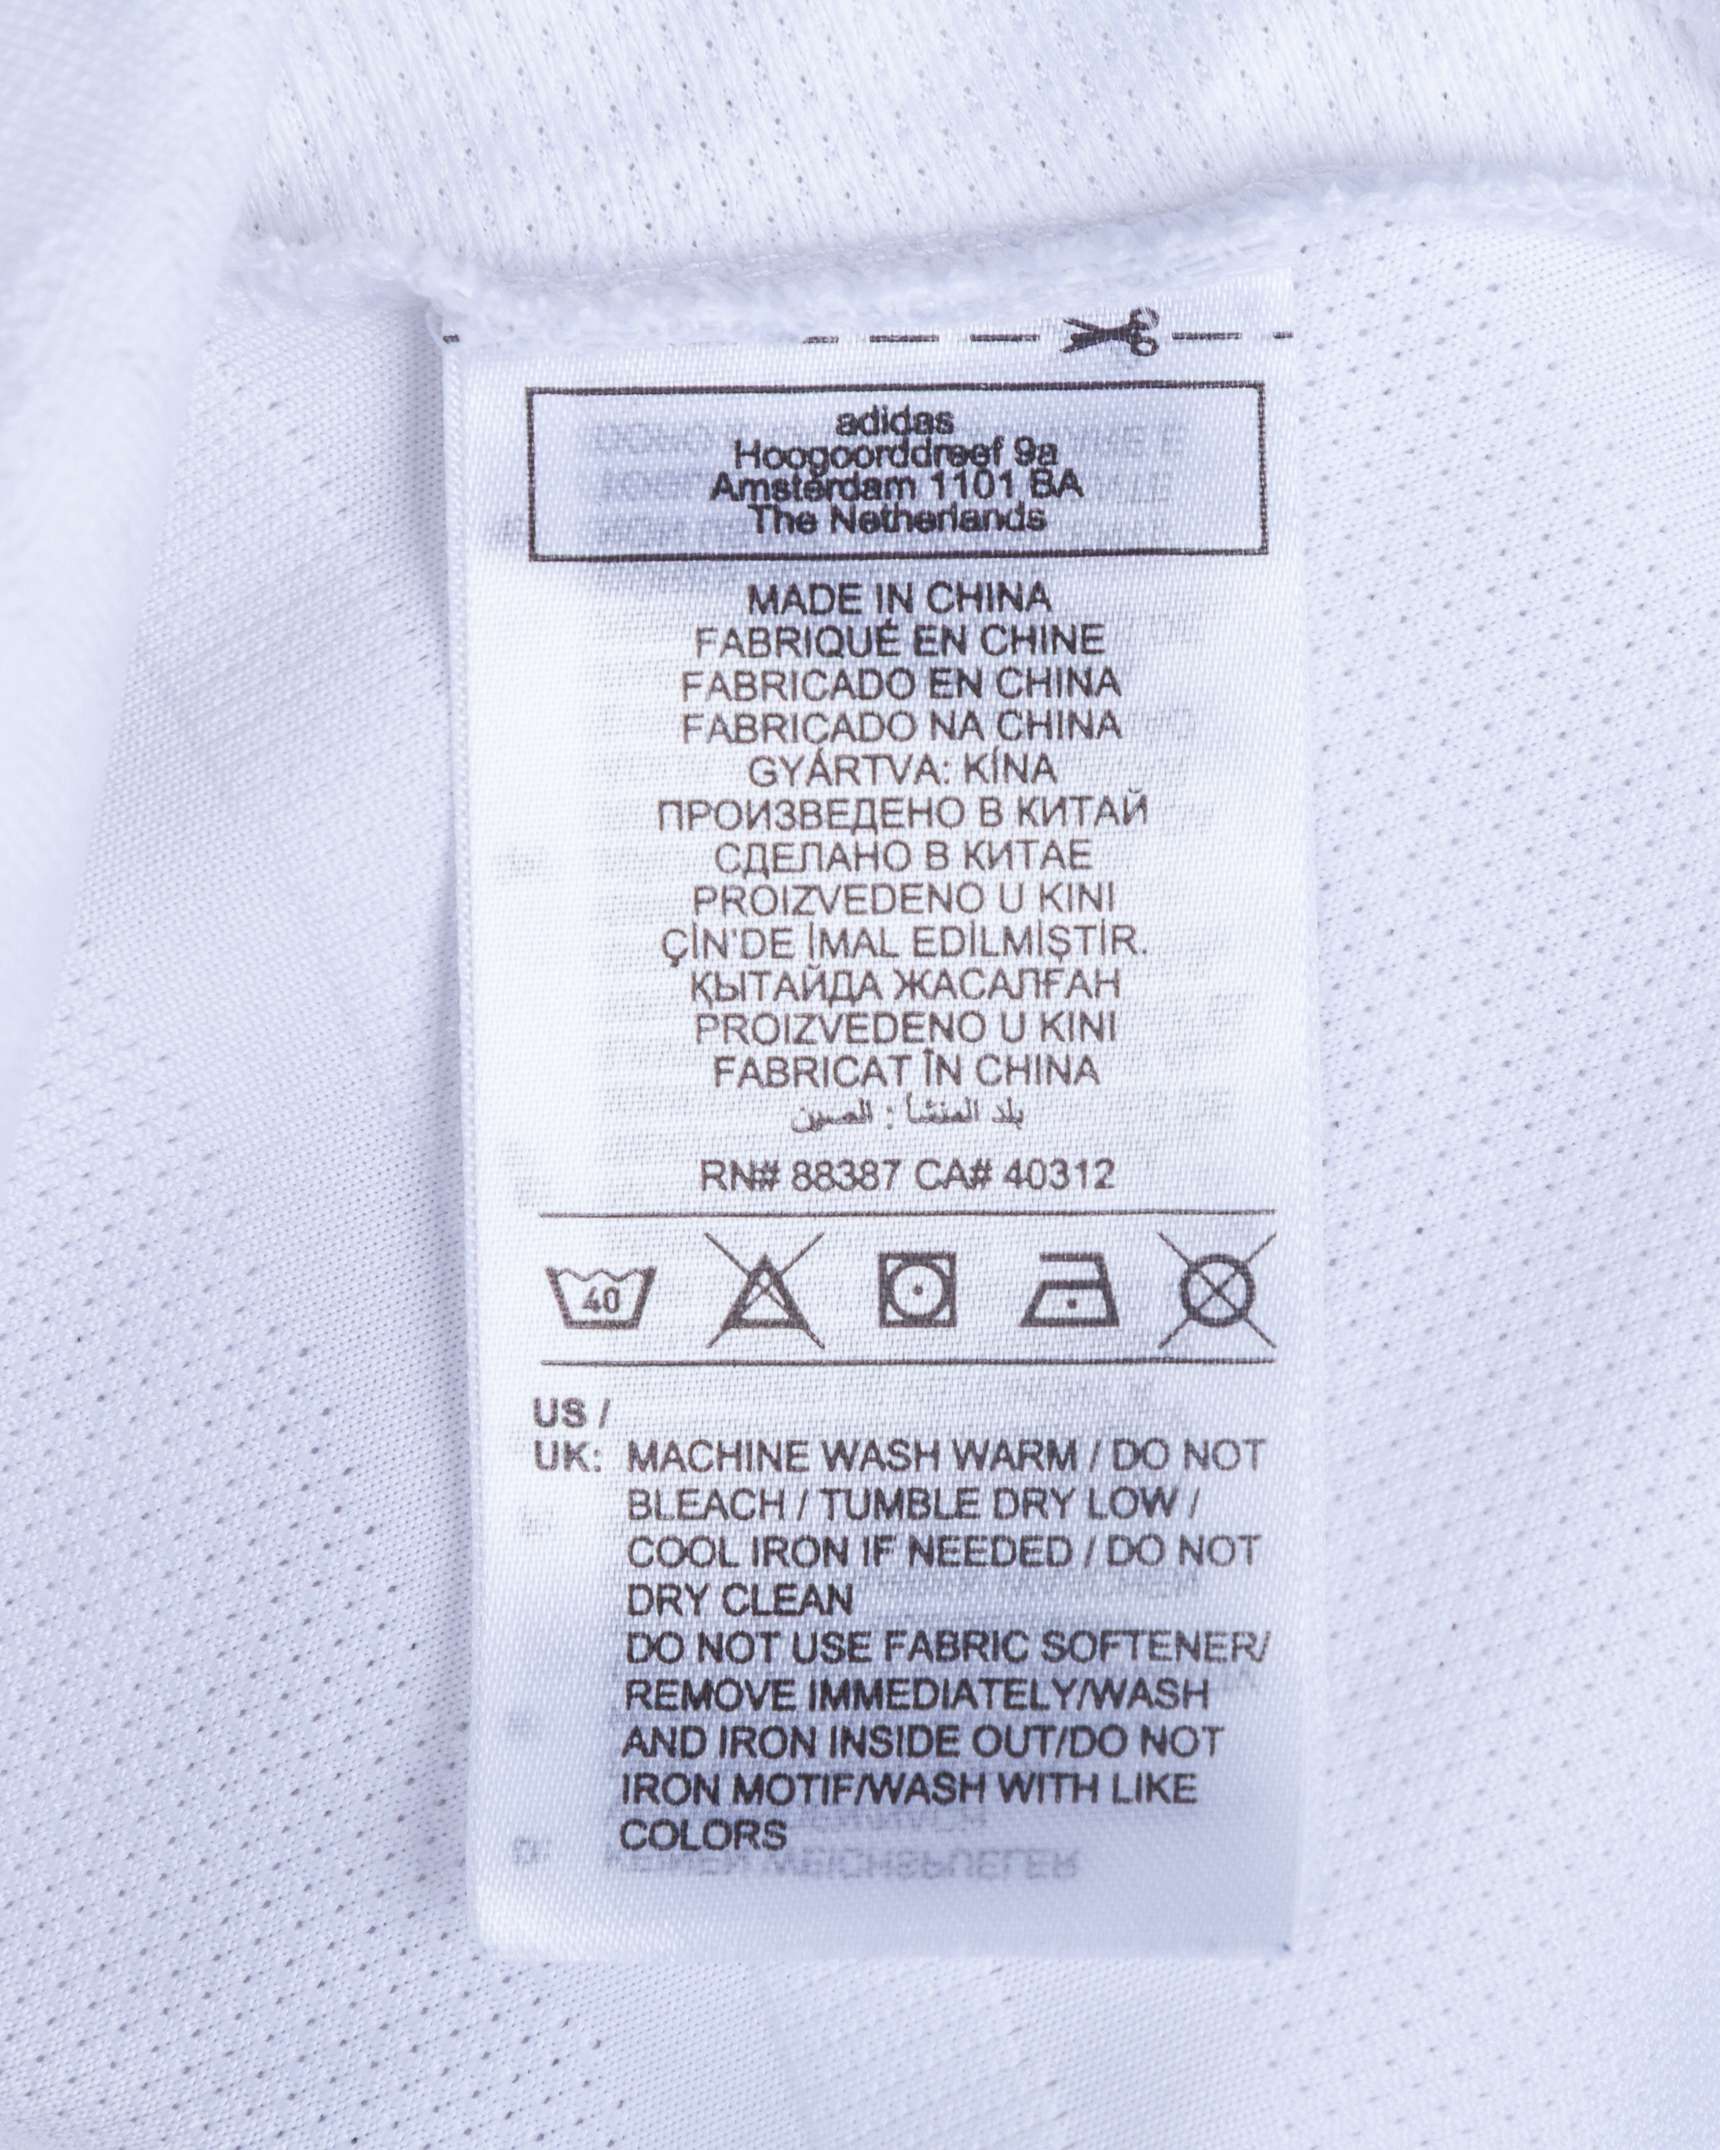 adidas
Hoogoorddreef 9a
Amsterdam 1101 BA
The Netherlands
MADE IN CHINA
FABRIQUÉ EN CHINE
FABRICADO EN CHINA
FABRICADO NA CHINA
GYÁRTVA: KÍNA
ПРОИЗВЕДЕНО В КИТАЙ
СДЕЛАНО В КИТАЕ
PROIZVEDENO U KINI
ÇİN'DE İMAL EDİLMİŞTİR.
ҚЫТАЙДА ЖАСАЛҒАН
PROIZVEDENO U KINI
FABRICAT ÎN CHINA
بلد المنشأ : الصين
RN# 88387 CA# 40312
40
US /
UK: MACHINE WASH WARM / DO NOT
BLEACH / TUMBLE DRY LOW /
COOL IRON IF NEEDED / DO NOT
DRY CLEAN
DO NOT USE FABRIC SOFTENER/
REMOVE IMMEDIATELY/WASH
AND IRON INSIDE OUT/DO NOT
IRON MOTIF/WASH WITH LIKE
COLORS